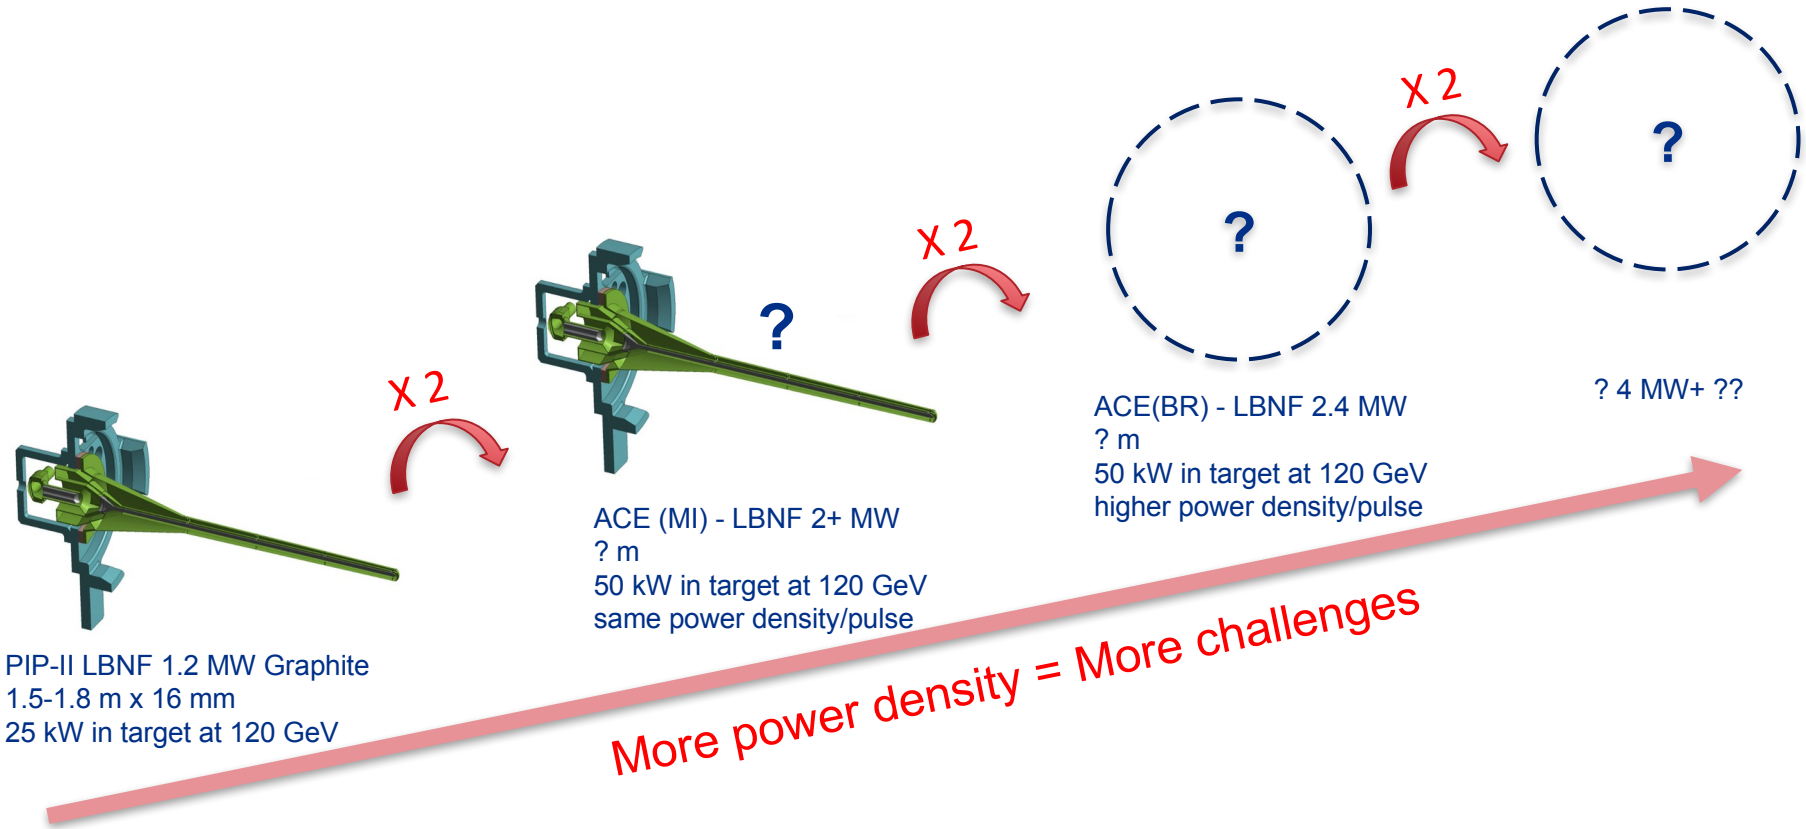 PIP-II LBNF 1.2 MW Graphite
1.5-1.8 m x 16 mm
25 kW in target at 120 GeV
X 2
?
ACE (MI) - LBNF 2+ MW
? m
50 kW in target at 120 GeV
same power density/pulse
X 2
?
ACE(BR) - LBNF 2.4 MW
? m
50 kW in target at 120 GeV
higher power density/pulse
X 2
?
? 4 MW+ ??
More power density = More challenges